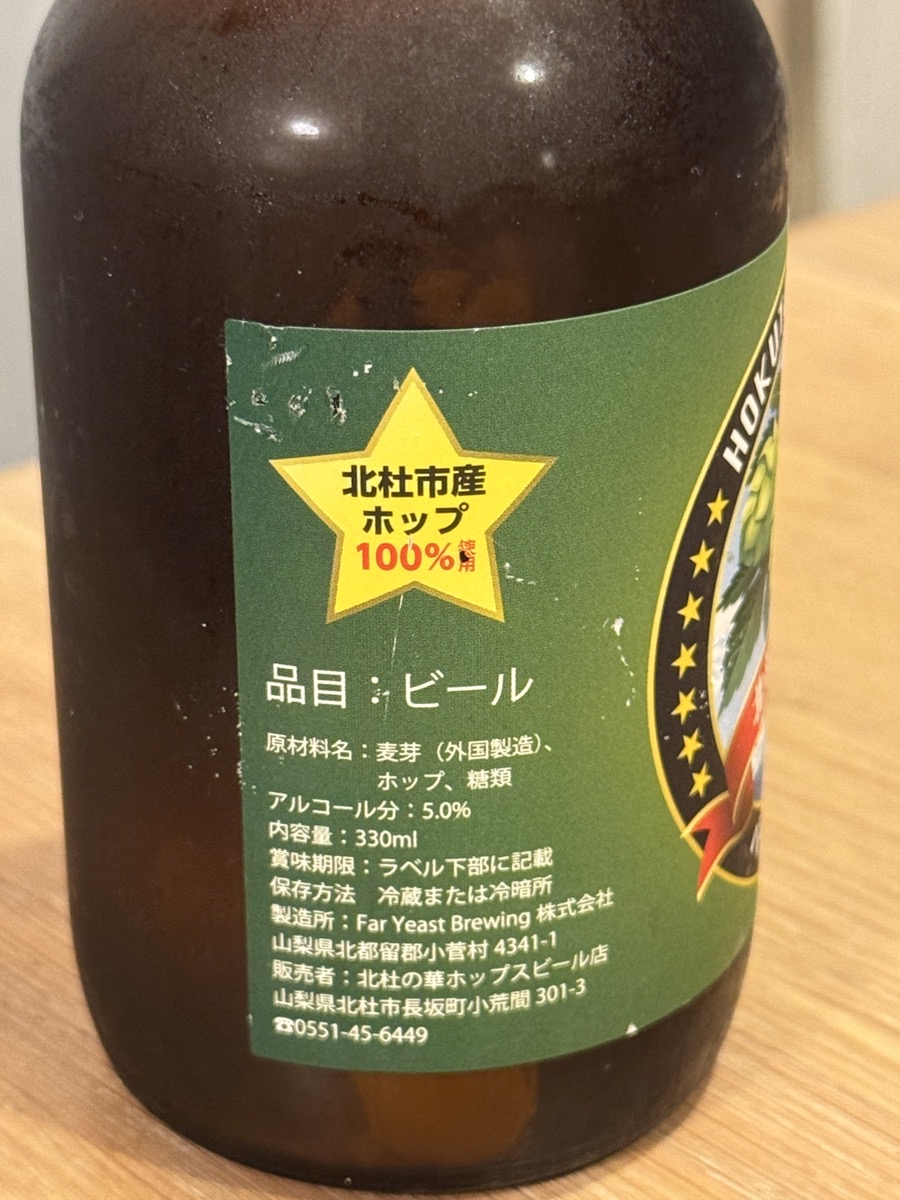 北杜市産
ホップ
100%使用
品目：ビール
原材料名：麦芽（外国製造）、
ホップ、糖類
アルコール分：5.0%
内容量：330ml
賞味期限：ラベル下部に記載
保存方法　冷蔵または冷暗所
製造所：Far Yeast Brewing 株式会社
山梨県北都留郡小菅村 4341-1
販売者：北杜の華ホップスビール店
山梨県北杜市長坂町小荒間 301-3
☎0551-45-6449